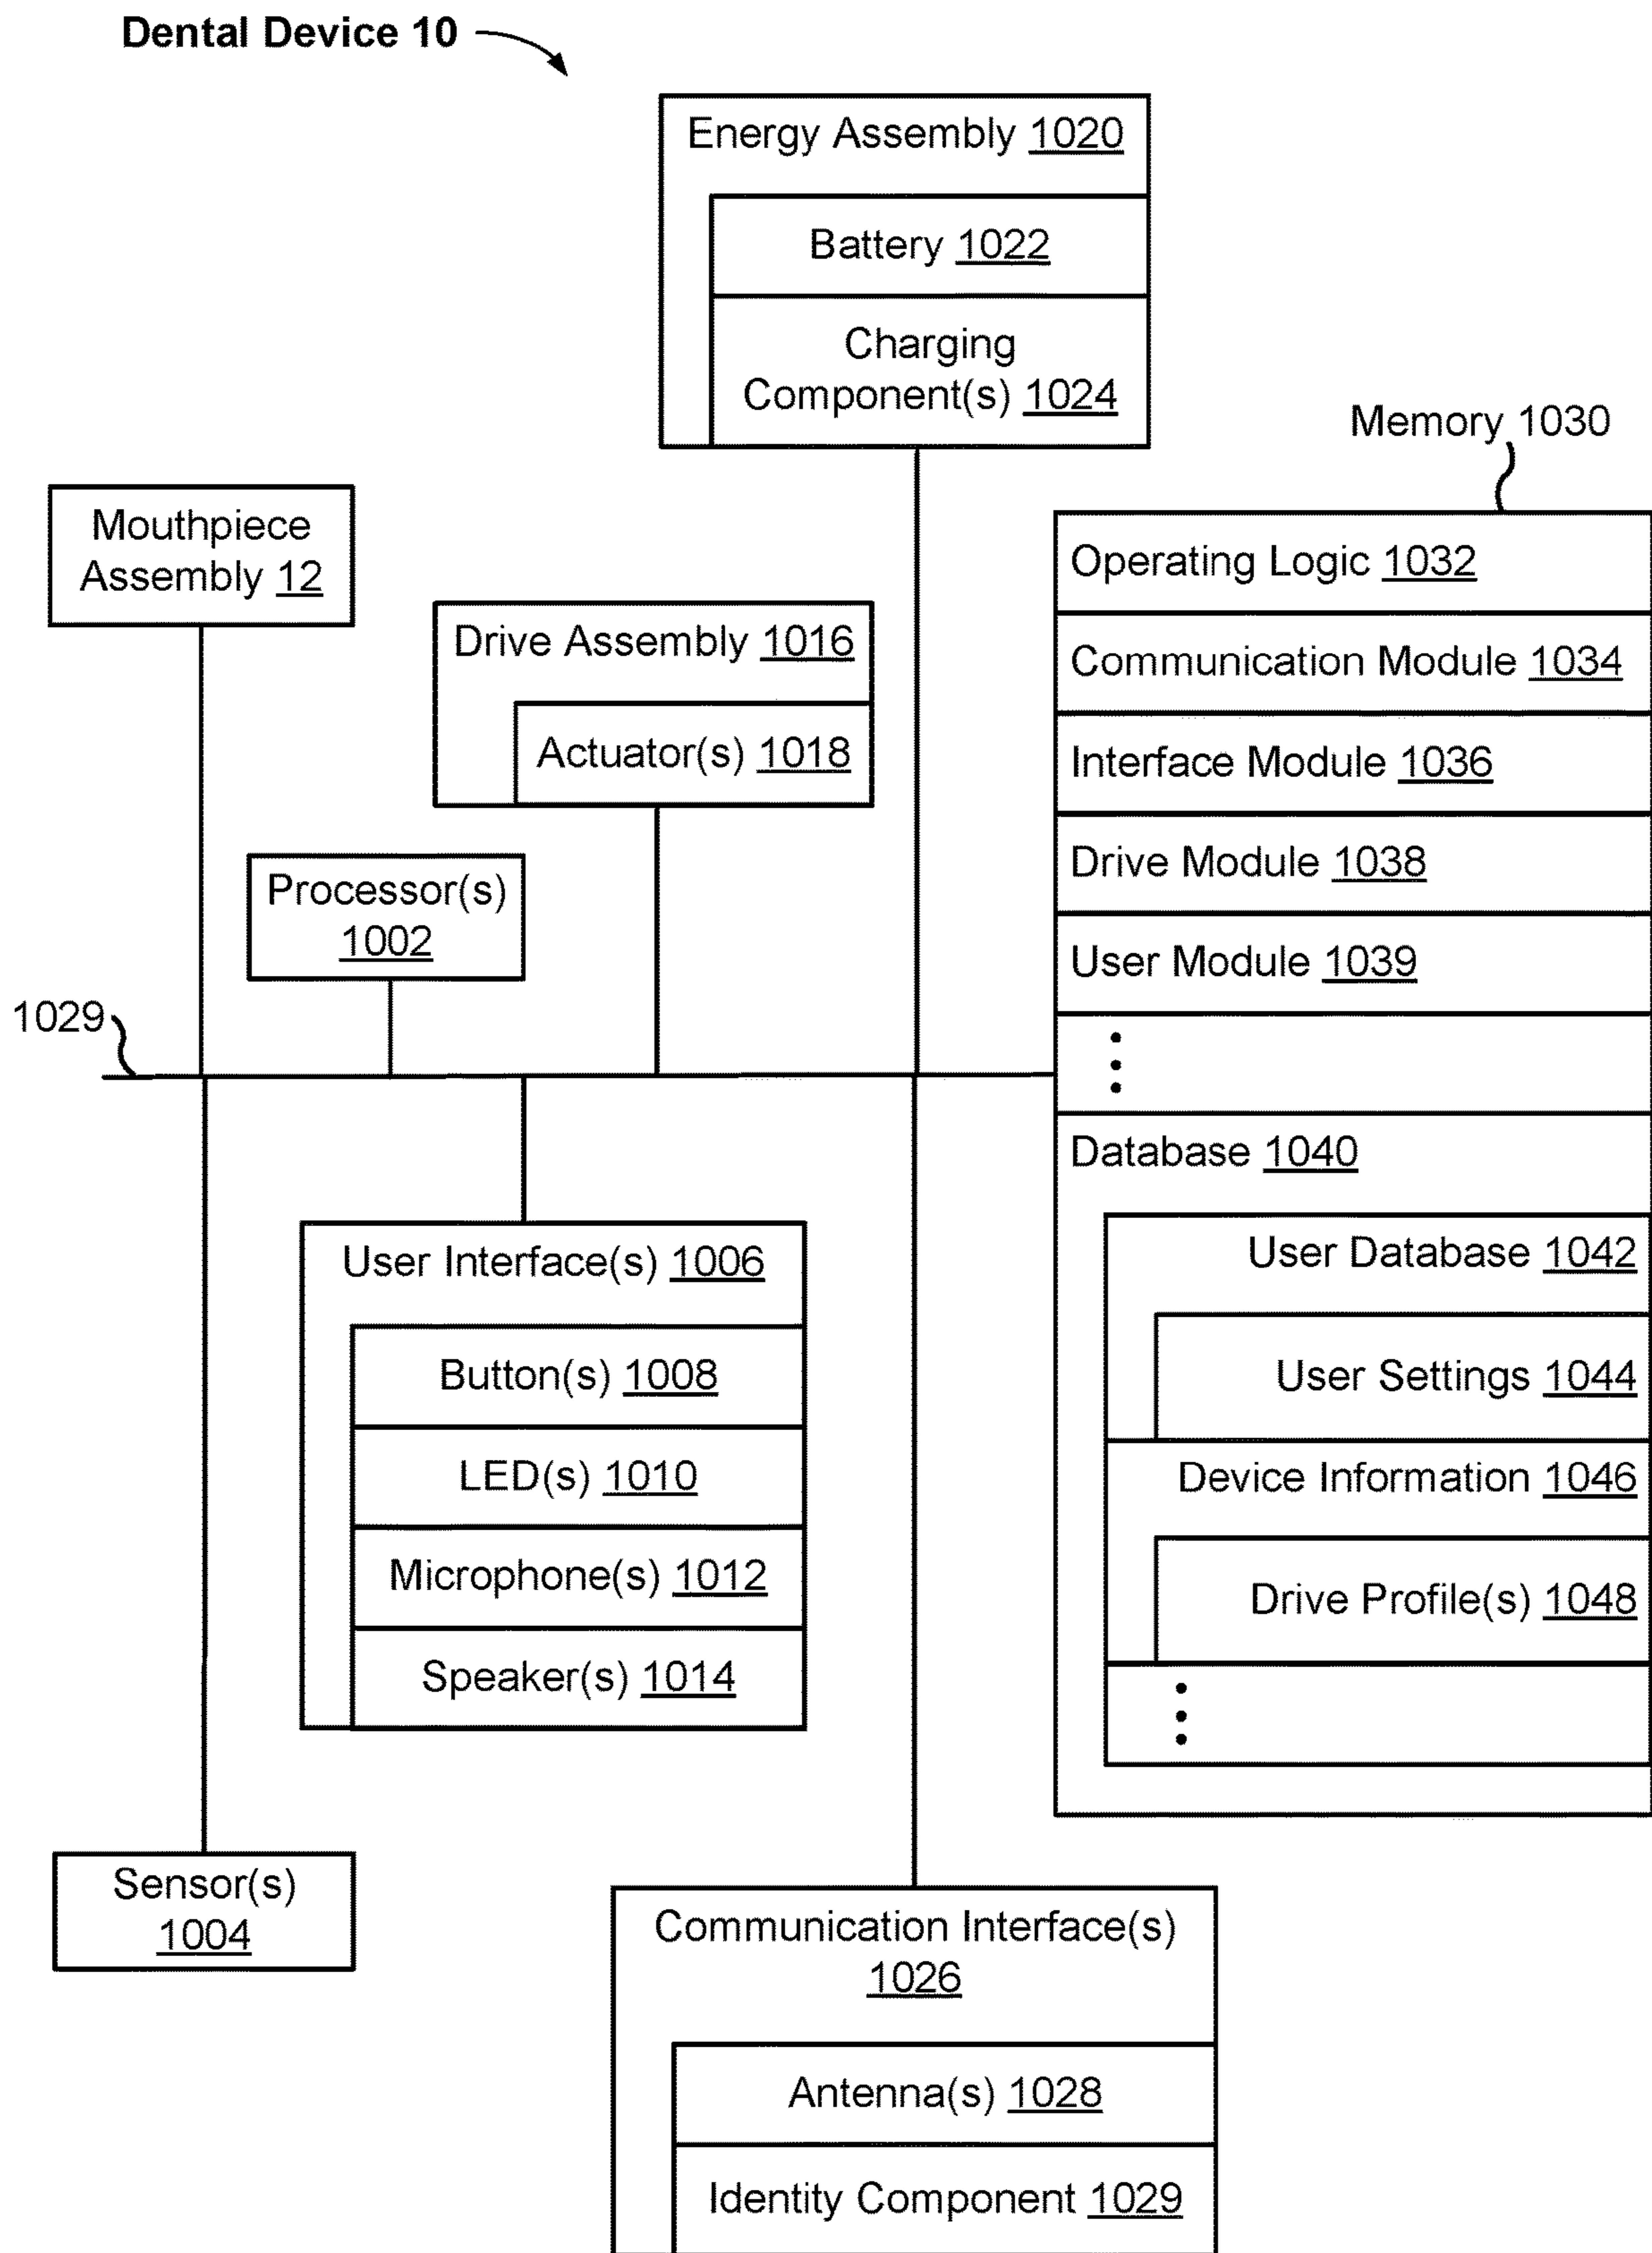 Dental Device 10
Energy Assembly 1020
Battery 1022
Charging
Component(s) 1024
Memory 1030
Mouthpiece
Assembly 12
Operating Logic 1032
Drive Assembly 1016
Communication Module 1034
Actuator(s) 1018
Interface Module 1036
Drive Module 1038
Processor(s)
1002
User Module 1039
1029
Database 1040
User Interface(s) 1006
User Database 1042
Button(s) 1008
User Settings 1044
LED(s) 1010
Device Information 1046
Microphone(s) 1012
Drive Profile(s) 1048
Speaker(s) 1014
Sensor(s)
1004
Communication Interface(s)
1026
Antenna(s) 1028
Identity Component 1029